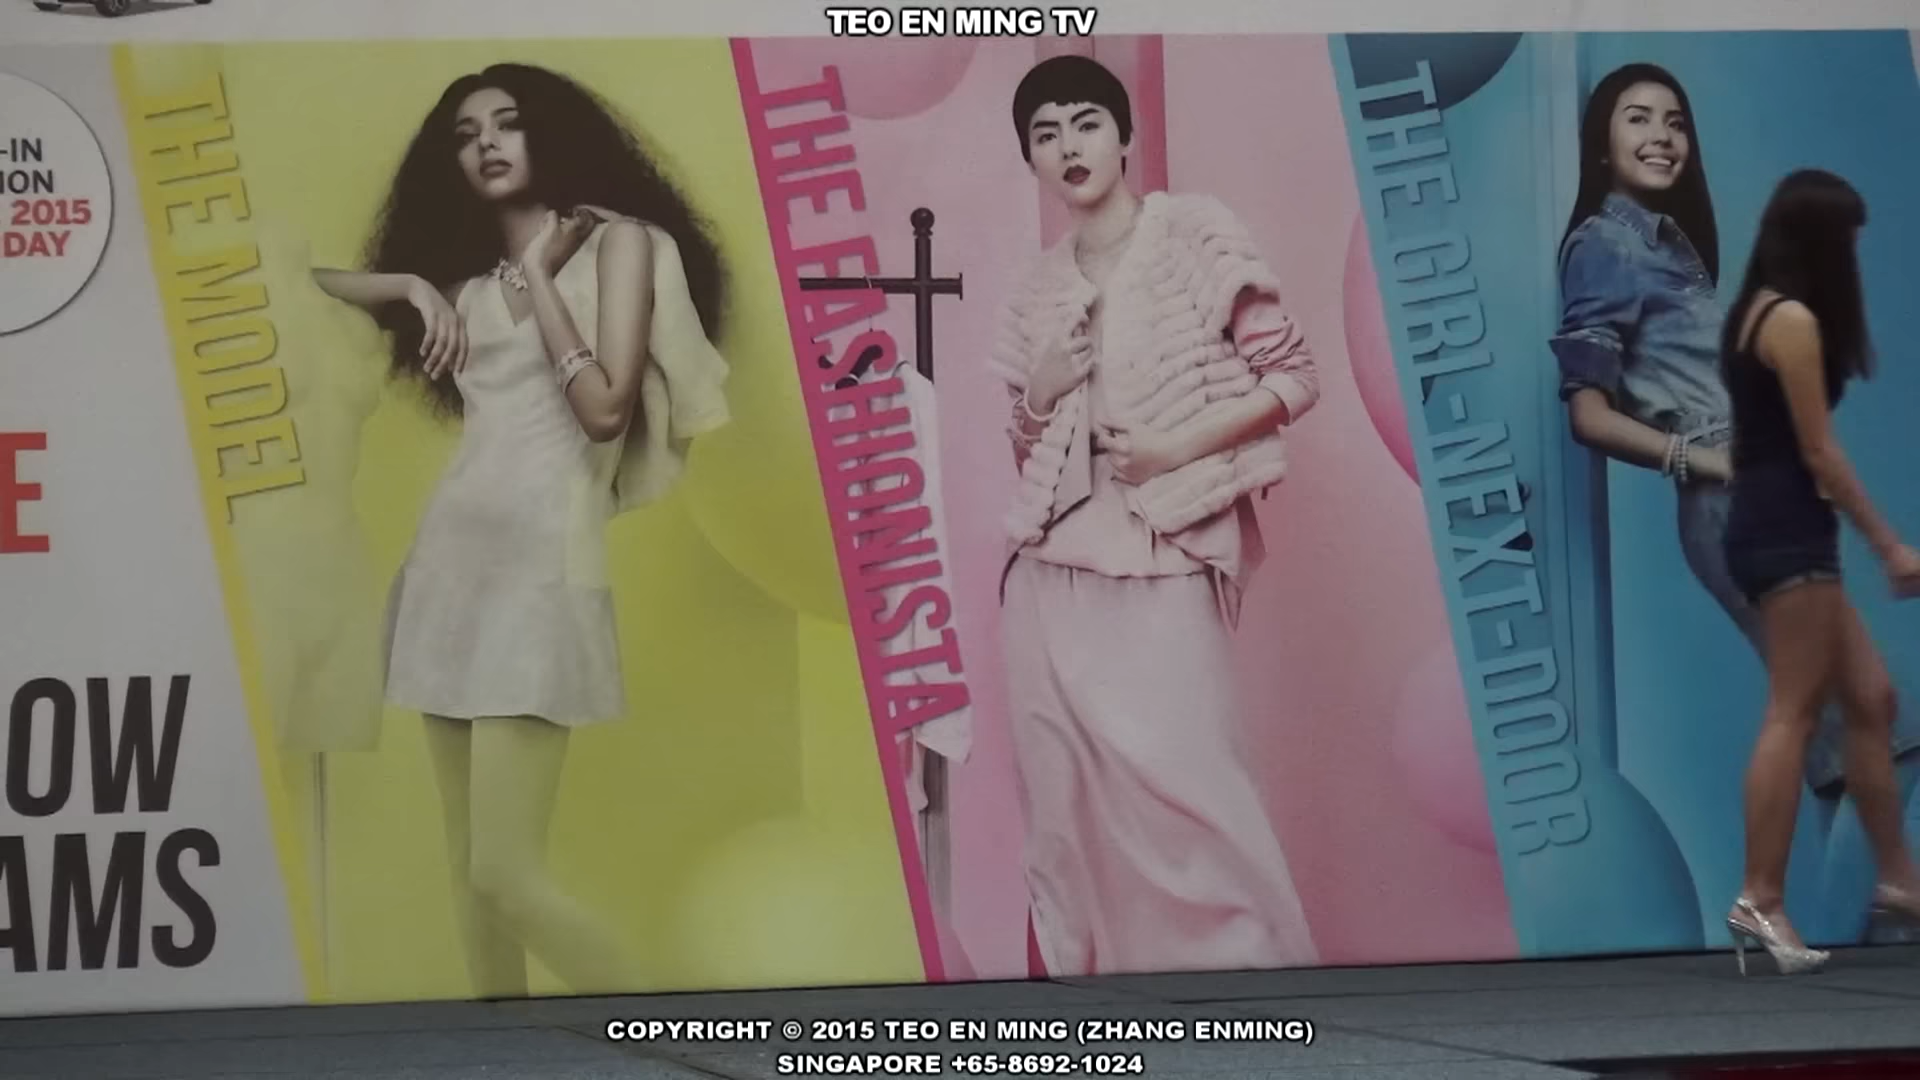 TEO EN MING TV
-IN
ION
2015
DAY
E
OW
AMS
THE MODEL
THE FASHIONISTA
THE GIRL-NEXT-DOOR
COPYRIGHT © 2015 TEO EN MING (ZHANG ENMING)
SINGAPORE +65-8692-1024